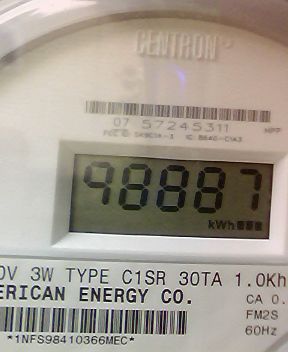 CENTRON
07 57245311
98887
kWh
0V 3W TYPE C1SR 30TA 1.0Kh
ERICAN ENERGY CO.
CA 0.
FM2S
60Hz
*1NFS98410366MEC*